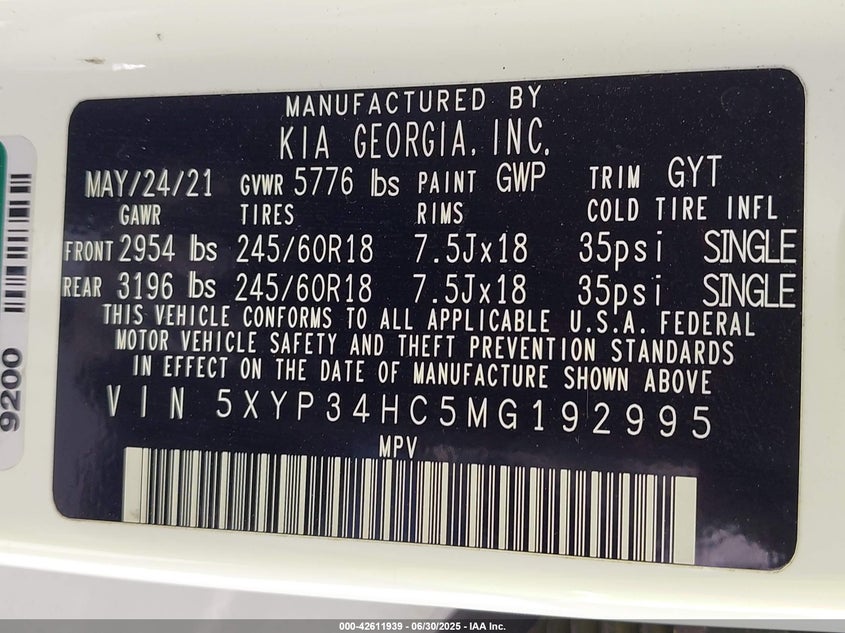 MANUFACTURED BY
KIA GEORGIA, INC.
MAY/24/21 GVWR 5776 lbs PAINT GWP TRIM GYT
GAWR TIRES RIMS COLD TIRE INFL
FRONT 2954 lbs 245/60R18 7.5Jx18 35psi SINGLE
REAR 3196 lbs 245/60R18 7.5Jx18 35psi SINGLE
THIS VEHICLE CONFORMS TO ALL APPLICABLE U.S.A. FEDERAL
MOTOR VEHICLE SAFETY AND THEFT PREVENTION STANDARDS
IN EFFECT ON THE DATE OF MANUFACTURE SHOWN ABOVE
VIN 5XYP34HC5MG192995
MPV
9200
000-42611939 - 06/30/2025 - IAA Inc.